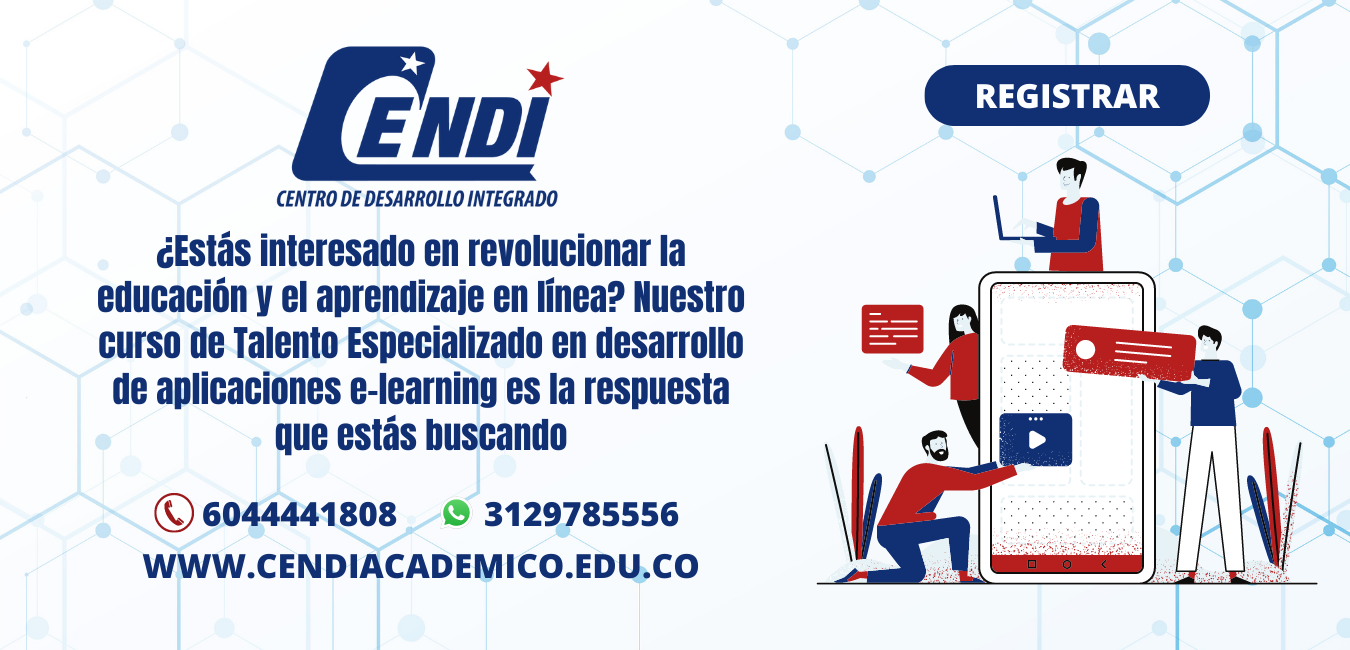 CENDI
CENTRO DE DESARROLLO INTEGRADO
¿Estás interesado en revolucionar la
educación y el aprendizaje en línea? Nuestro
curso de Talento Especializado en desarrollo
de aplicaciones e-learning es la respuesta
que estás buscando
6044441808 3129785556
WWW.CENDIACADEMICO.EDU.CO
REGISTRAR